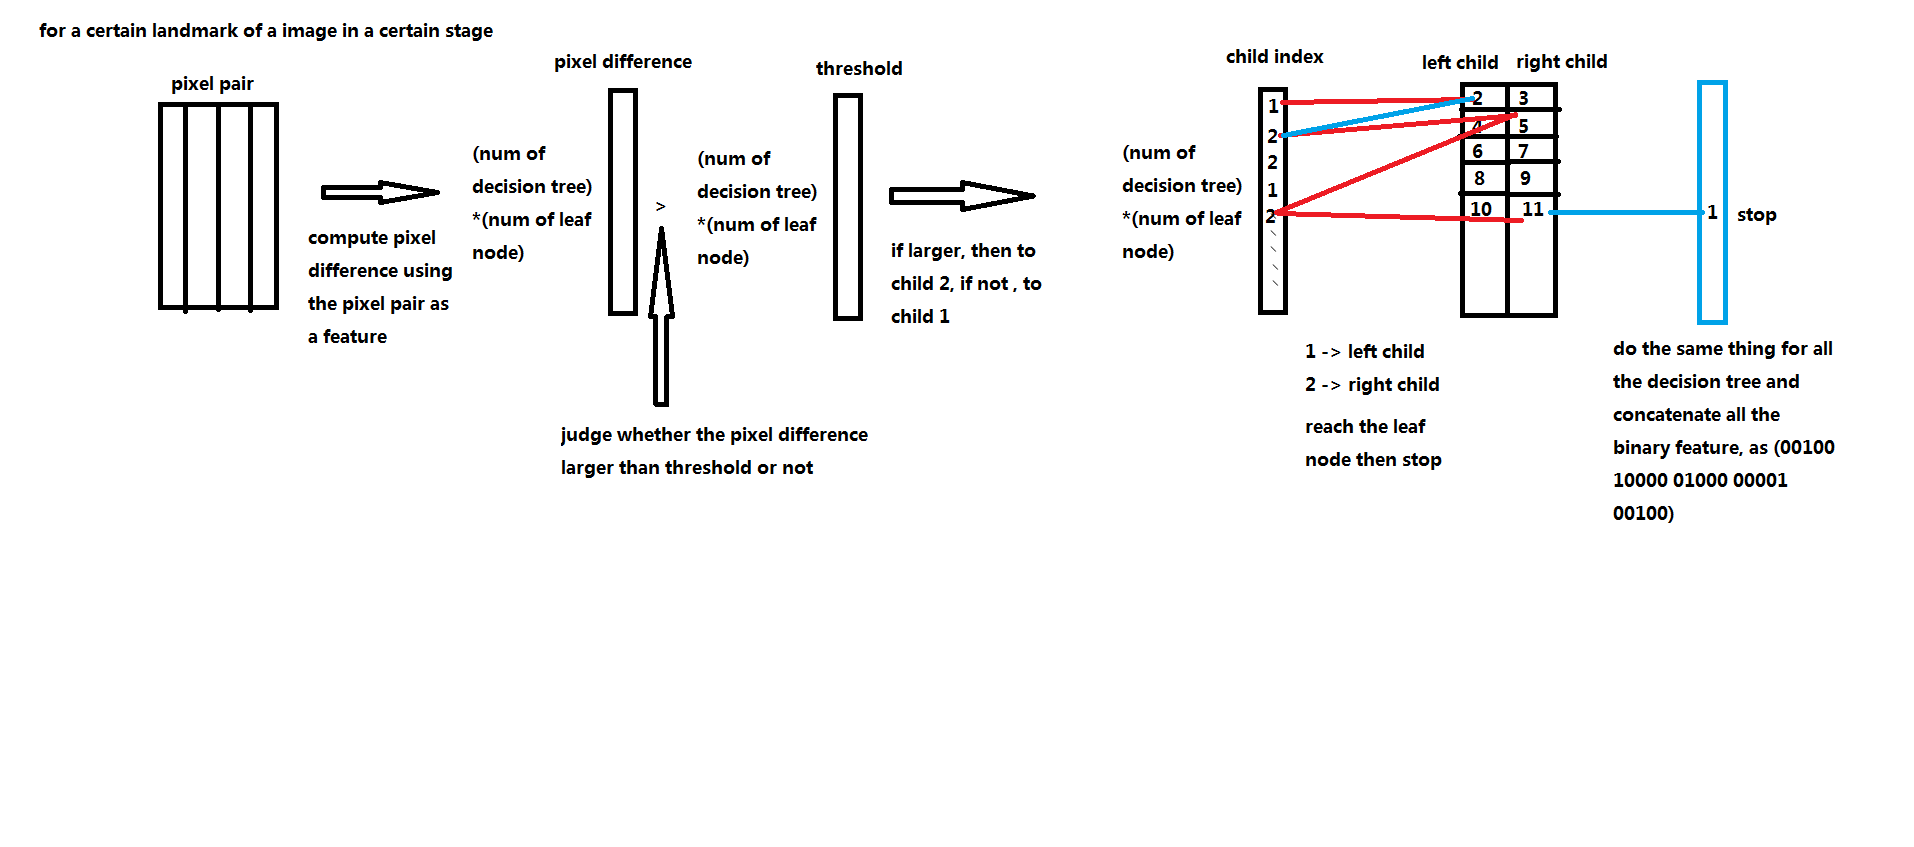 for a certain landmark of a image in a certain stage
pixel pair
compute pixel
difference using
the pixel pair as
a feature
pixel difference
(num of
decision tree)
*(num of leaf
node)
>
judge whether the pixel difference
larger than threshold or not
threshold
(num of
decision tree)
*(num of leaf
node)
if larger, then to
child 2, if not , to
child 1
child index
(num of
decision tree)
*(num of leaf
node)
1
2
2
1
2
left child right child
2 3
4 5
6 7
8 9
10 11
1 -> left child
2 -> right child
reach the leaf
node then stop
1 stop
do the same thing for all
the decision tree and
concatenate all the
binary feature, as (00100
10000 01000 00001
00100)